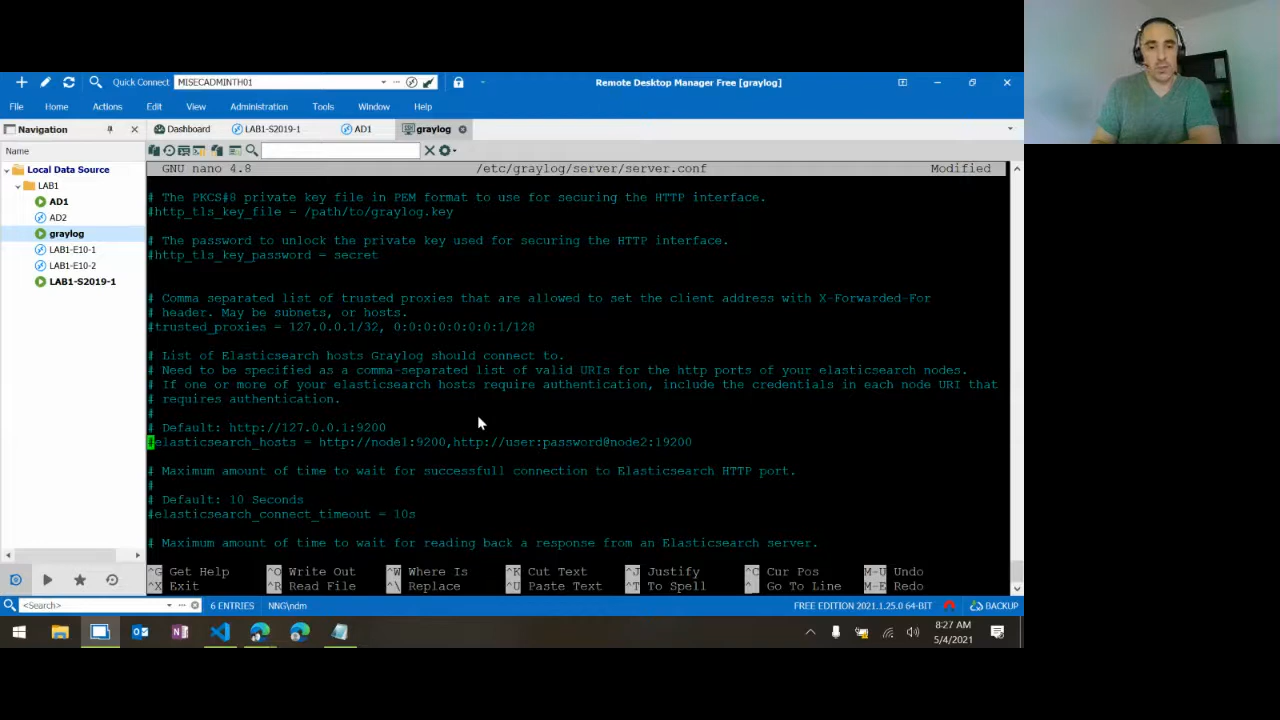 Quick Connect MISECADMINTH01 Remote Desktop Manager Free [graylog]
File Home Actions Edit View Administration Tools Window Help
Navigation Dashboard LAB1-S2019-1 AD1 graylog
Name
Local Data Source
LAB1
AD1
AD2
graylog
LAB1-E10-1
LAB1-E10-2
LAB1-S2019-1
GNU nano 4.8 /etc/graylog/server/server.conf Modified
# The PKCS#8 private key file in PEM format to use for securing the HTTP interface.
#http_tls_key_file = /path/to/graylog.key
# The password to unlock the private key used for securing the HTTP interface.
#http_tls_key_password = secret
# Comma separated list of trusted proxies that are allowed to set the client address with X-Forwarded-For
# header. May be subnets, or hosts.
#trusted_proxies = 127.0.0.1/32, 0:0:0:0:0:0:0:1/128
# List of Elasticsearch hosts Graylog should connect to.
# Need to be specified as a comma-separated list of valid URIs for the http ports of your elasticsearch nodes.
# If one or more of your elasticsearch hosts require authentication, include the credentials in each node URI that
# requires authentication.
#
# Default: http://127.0.0.1:9200
#elasticsearch_hosts = http://node1:9200,http://user:password@node2:19200
# Maximum amount of time to wait for successfull connection to Elasticsearch HTTP port.
#
# Default: 10 Seconds
#elasticsearch_connect_timeout = 10s
# Maximum amount of time to wait for reading back a response from an Elasticsearch server.
^G Get Help ^O Write Out ^W Where Is ^K Cut Text ^J Justify ^C Cur Pos M-U Undo
^X Exit ^R Read File ^\ Replace ^U Paste Text ^T To Spell ^_ Go To Line M-E Redo
<Search> 6 ENTRIES NNG\ndm FREE EDITION 2021.1.25.0 64-BIT BACKUP
8:27 AM
5/4/2021